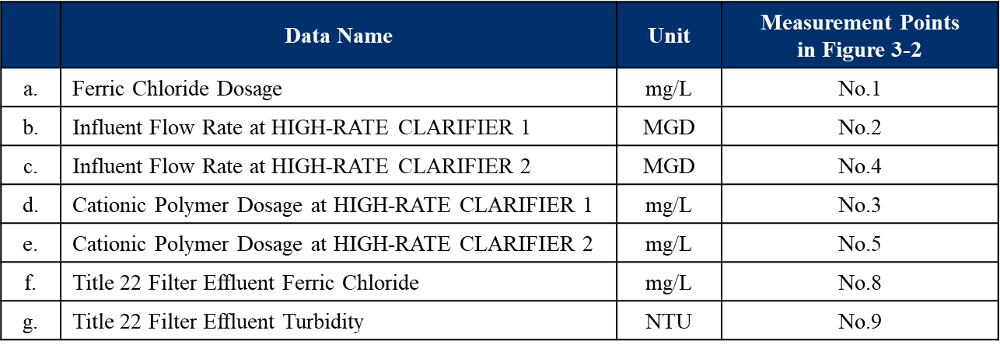 Data Name Unit Measurement Points
in Figure 3-2
a. Ferric Chloride Dosage mg/L No.1
b. Influent Flow Rate at HIGH-RATE CLARIFIER 1 MGD No.2
c. Influent Flow Rate at HIGH-RATE CLARIFIER 2 MGD No.4
d. Cationic Polymer Dosage at HIGH-RATE CLARIFIER 1 mg/L No.3
e. Cationic Polymer Dosage at HIGH-RATE CLARIFIER 2 mg/L No.5
f. Title 22 Filter Effluent Ferric Chloride mg/L No.8
g. Title 22 Filter Effluent Turbidity NTU No.9